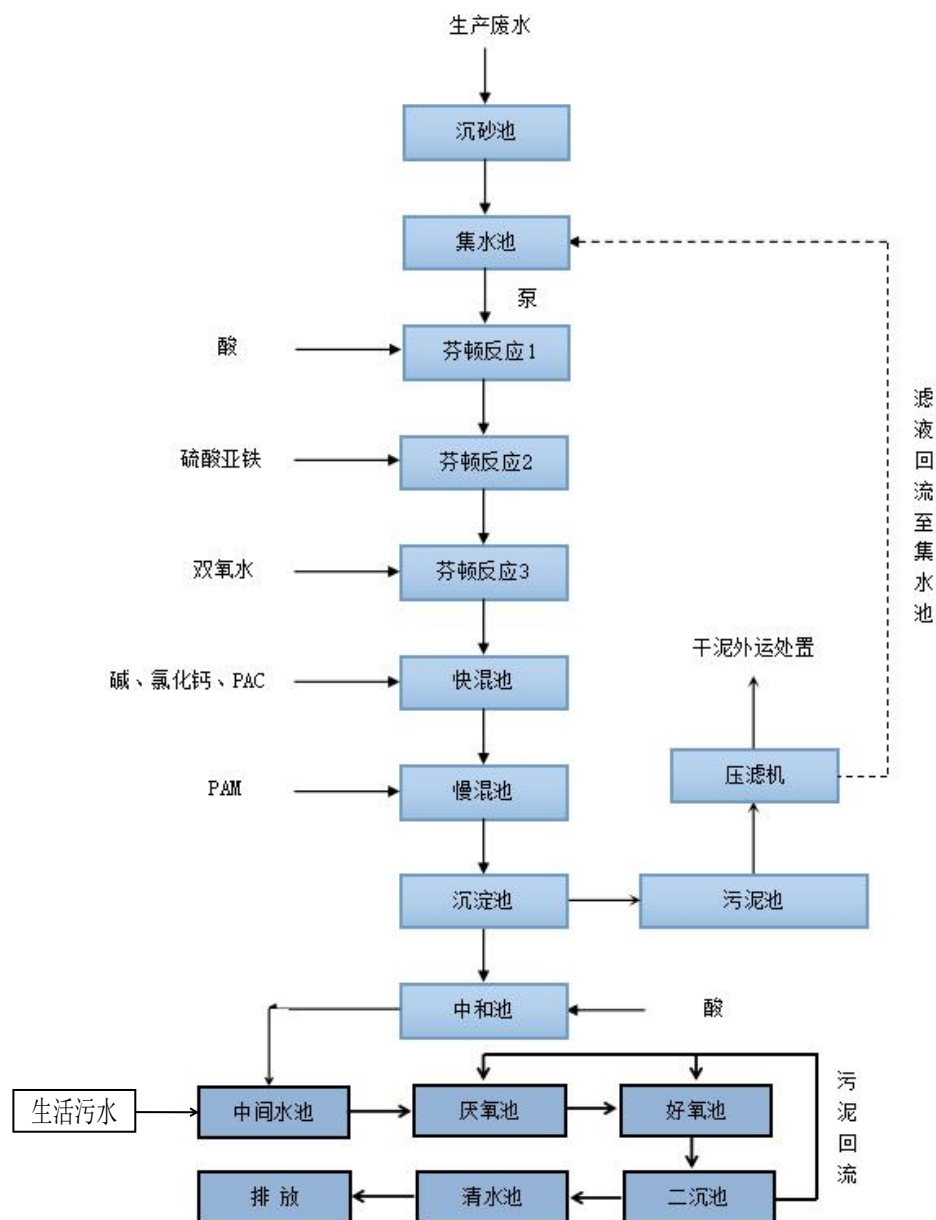 生产废水
沉砂池
集水池
泵
酸
芬顿反应1
硫酸亚铁
芬顿反应2
双氧水
芬顿反应3
碱、氯化钙、PAC
快混池
PAM
慢混池
沉淀池
污泥池
压滤机
干泥外运处置
滤液回流至集水池
中和池
酸
生活污水
中间水池
厌氧池
好氧池
污泥回流
排 放
清水池
二沉池